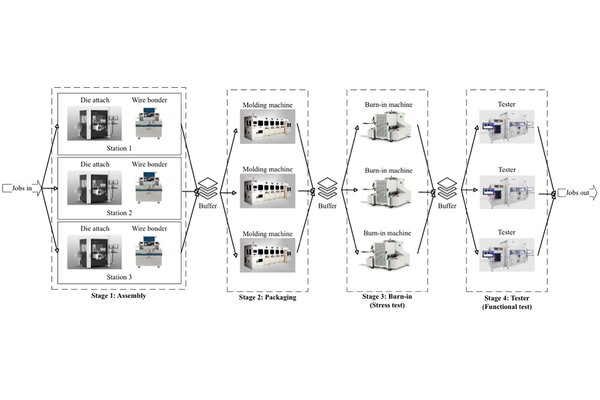 Jobs in
Die attach
Wire bonder
Station 1
Die attach
Wire bonder
Station 2
Die attach
Wire bonder
Station 3
Stage 1: Assembly
Buffer
Molding machine
Molding machine
Molding machine
Stage 2: Packaging
Buffer
Burn-in machine
Burn-in machine
Burn-in machine
Stage 3: Burn-in
(Stress test)
Buffer
Tester
Tester
Tester
Stage 4: Tester
(Functional test)
Jobs out